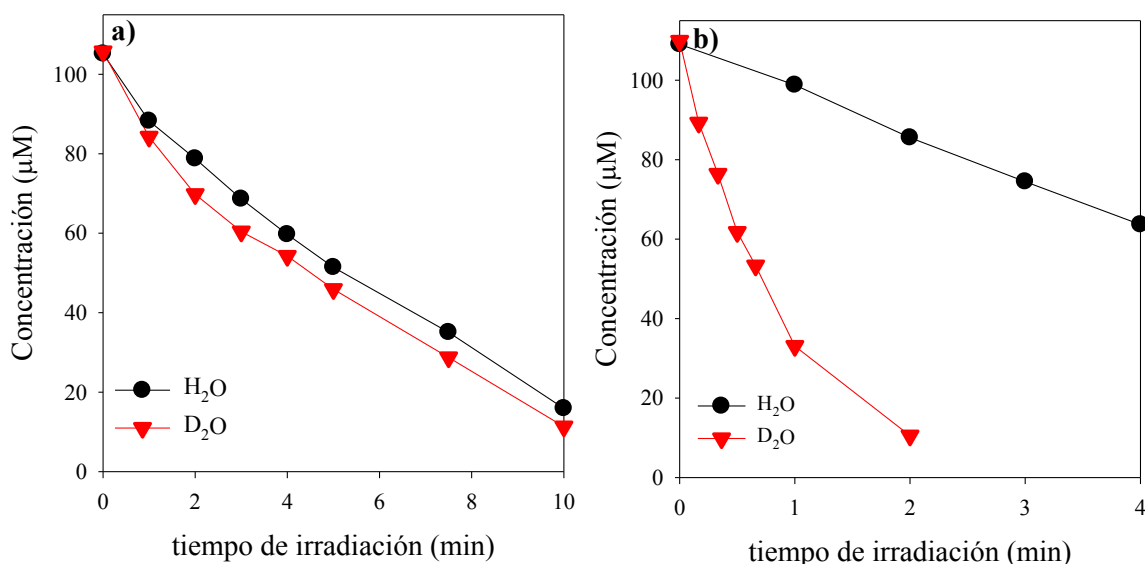 a)
100
80
60
40
20
0
Concentración (µM)
H₂O
D₂O
0 2 4 6 8 10
tiempo de irradiación (min)
b)
100
80
60
40
20
0
Concentración (µM)
H₂O
D₂O
0 1 2 3 4
tiempo de irradiación (min)